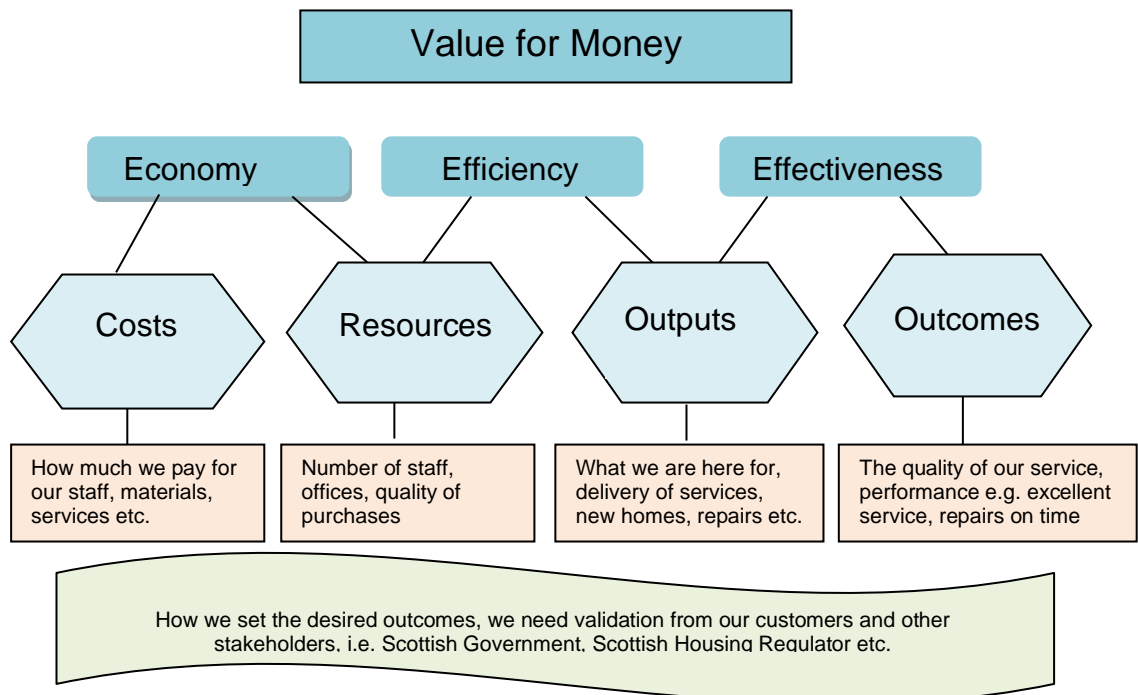 Value for Money
Economy
Efficiency
Effectiveness
Costs
Resources
Outputs
Outcomes
How much we pay for
our staff, materials,
services etc.
Number of staff,
offices, quality of
purchases
What we are here for,
delivery of services,
new homes, repairs etc.
The quality of our service,
performance e.g. excellent
service, repairs on time
How we set the desired outcomes, we need validation from our customers and other
stakeholders, i.e. Scottish Government, Scottish Housing Regulator etc.